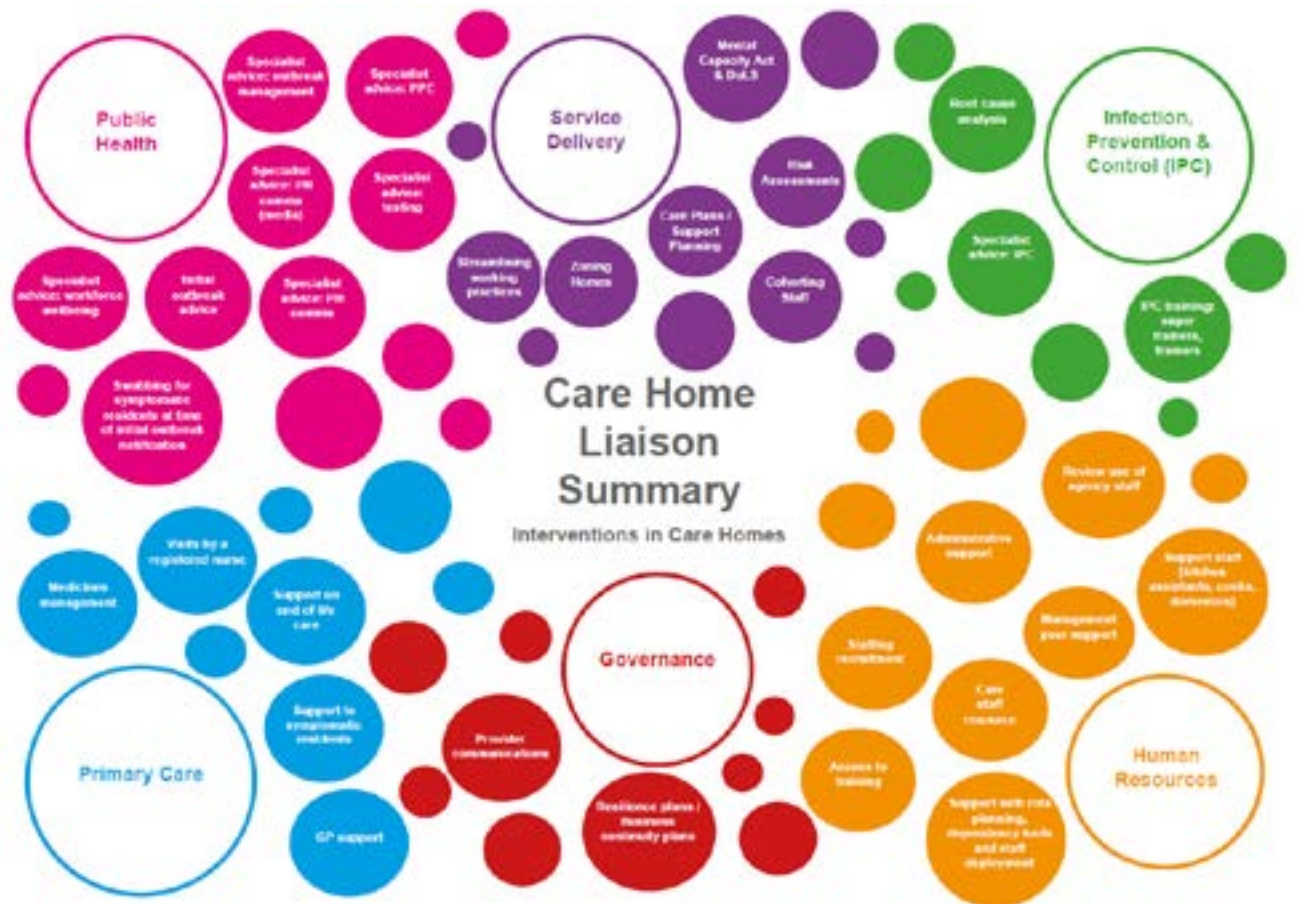 Public
Health
Specialist
advice: outbreak
management
Specialist
advice: PPC
Specialist
advice: PH
comms
(media)
Specialist
advice:
testing
Specialist
advice: workforce
wellbeing
Initial
outbreak
advice
Specialist
advice: PH
comms
Swabbing for
symptomatic
residents at time
of initial outbreak
notification
Service
Delivery
Mental
Capacity Act
& DoLS
Risk
Assessments
Care Plans /
Support
Planning
Streamlining
working
practices
Zoning
Homes
Cohorting
Staff
Infection,
Prevention &
Control (IPC)
Root cause
analysis
Specialist
advice: IPC
IPC training:
super
trainers,
trainers
Care Home
Liaison
Summary
Interventions in Care Homes
Medicines
management
Visits by a
registered nurse
Support on
end of life
care
Support to
symptomatic
residents
GP support
Primary Care
Governance
Provider
communications
Resilience plans /
Business
continuity plans
Review use of
agency staff
Administrative
support
Support staff
(kitchen
assistants, cooks,
domestics)
Management
peer support
Staffing
recruitment
Care
staff
resource
Access to
training
Support with rota
planning,
dependency tools
and staff
deployment
Human
Resources